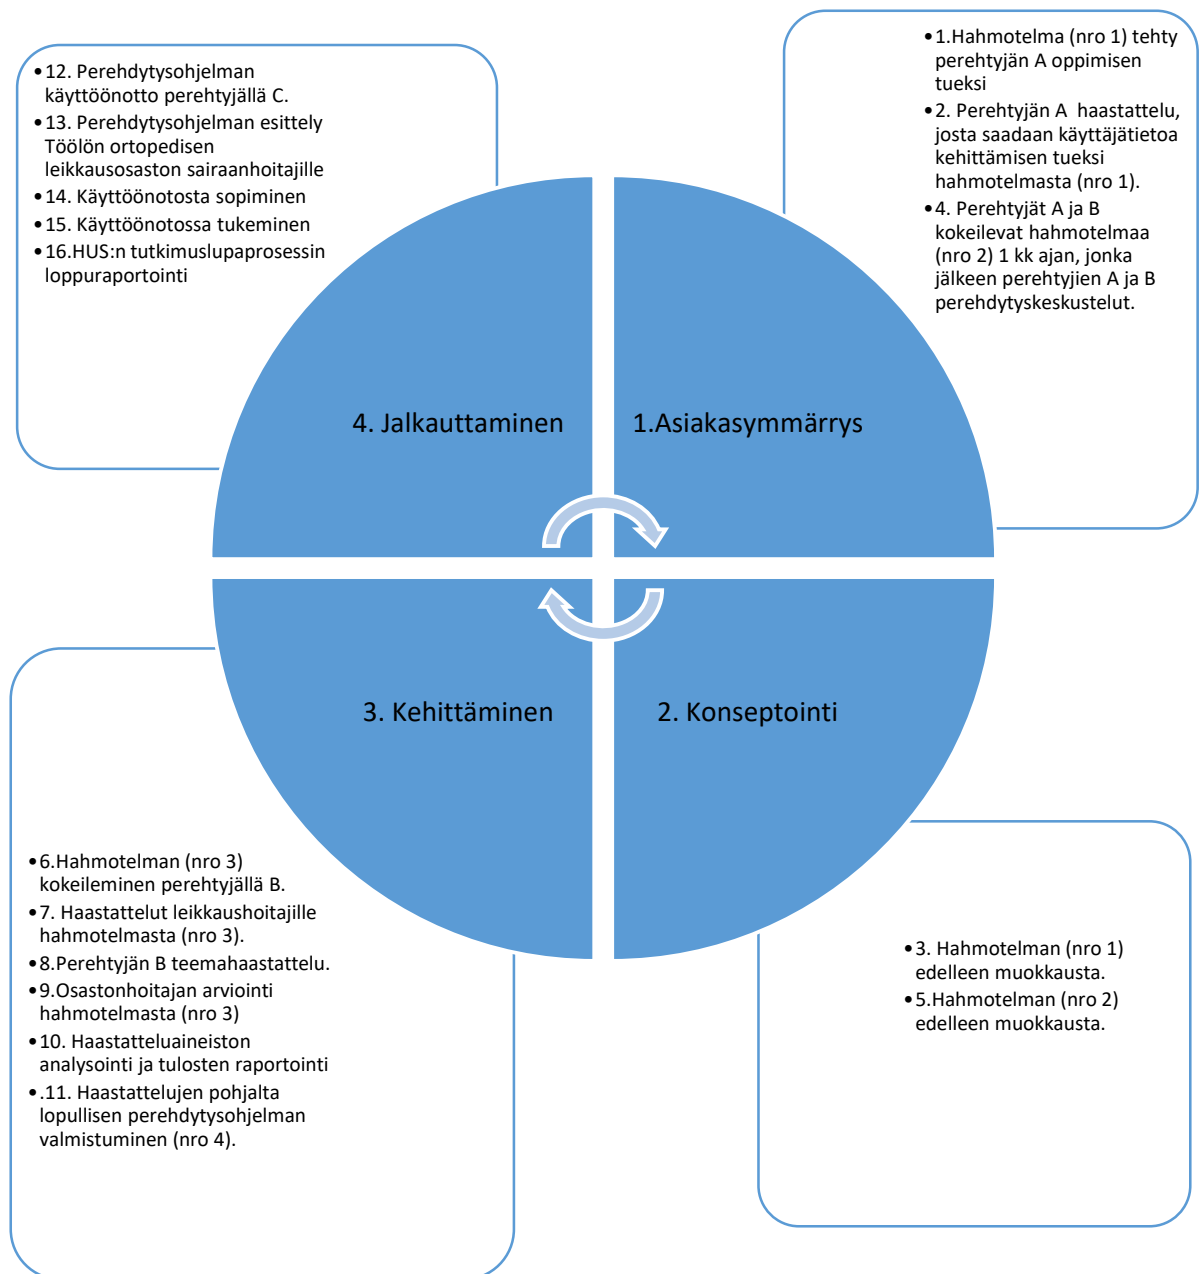 •12. Perehdytysohjelman
käyttöönotto perehtyjällä C.
•13. Perehdytysohjelman esittely
Töölön ortopedisen
leikkausosaston sairaanhoitajille
•14. Käyttöönotosta sopiminen
•15. Käyttöönotossa tukeminen
•16.HUS:n tutkimuslupaprosessin
loppuraportointi
•1.Hahmotelma (nro 1) tehty
perehtyjän A oppimisen
tueksi
•2. Perehtyjän A haastattelu,
josta saadaan käyttäjätietoa
kehittämisen tueksi
hahmotelmasta (nro 1).
•4. Perehtyjät A ja B
kokeilevat hahmotelmaa
(nro 2) 1 kk ajan, jonka
jälkeen perehtyjien A ja B
perehdytyskeskustelut.
4. Jalkauttaminen
1.Asiakasymmärrys
3. Kehittäminen
2. Konseptointi
•6.Hahmotelman (nro 3)
kokeileminen perehtyjällä B.
•7. Haastattelut leikkaushoitajille
hahmotelmasta (nro 3).
•8.Perehtyjän B teemahaastattelu.
•9.Osastonhoitajan arviointi
hahmotelmasta (nro 3)
•10. Haastatteluaineiston
analysointi ja tulosten raportointi
•.11. Haastattelujen pohjalta
lopullisen perehdytysohjelman
valmistuminen (nro 4).
•3. Hahmotelman (nro 1)
edelleen muokkausta.
•5.Hahmotelman (nro 2)
edelleen muokkausta.